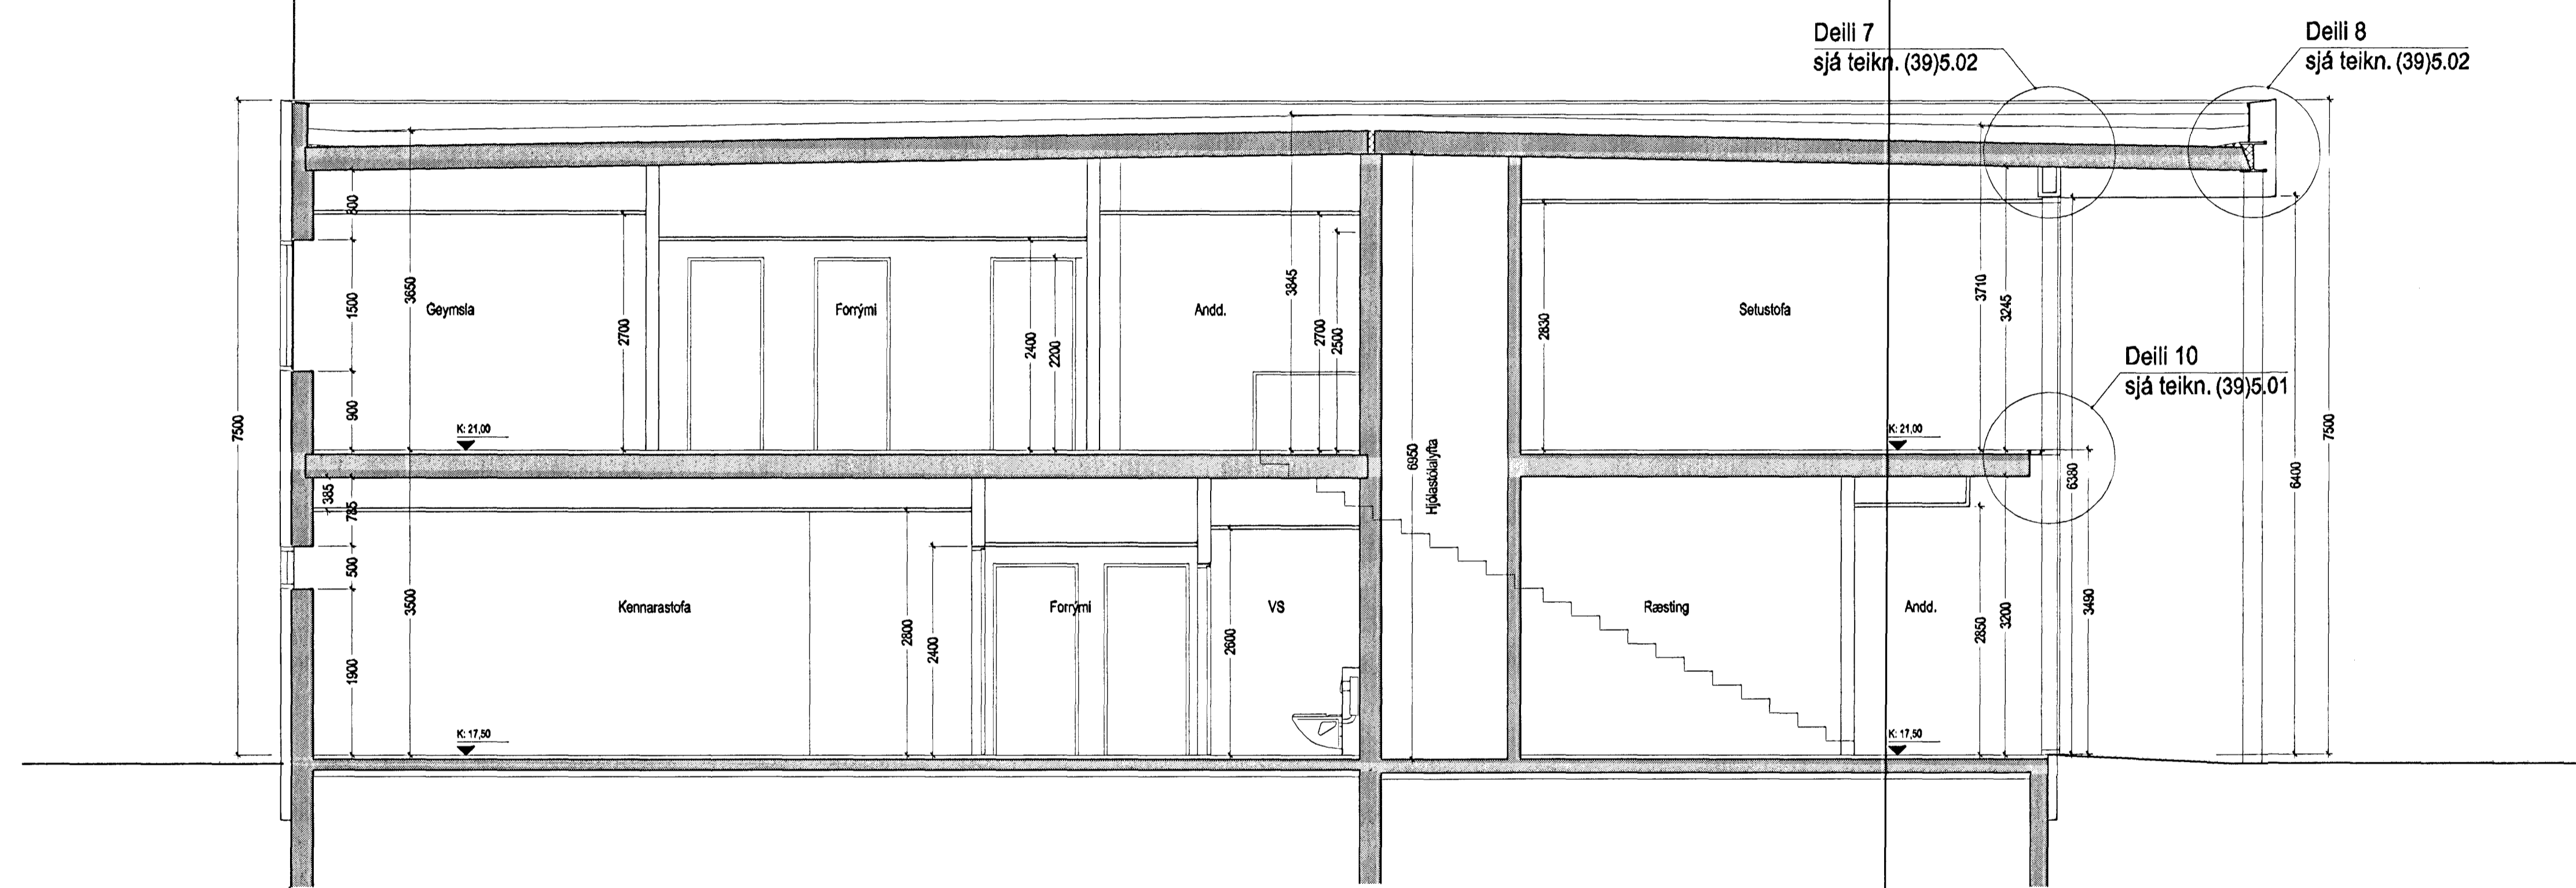 Deili 7
sjá teikn. (39)5.02
Deili 8
sjá teikn. (39)5.02
800
1500
900
7500
3650
Geymsla
2700
Forrými
2400
2200
Andd.
3845
2700
2500
6950
Hjólastólalyfta
2830
Setustofa
3710
3245
Deili 10
sjá teikn. (39)5.01
K: 21,00
K: 21,00
6380
6400
7500
385
785
500
1900
3500
Kennarastofa
2800
2400
Forrými
VS
2600
Ræsting
Andd.
2850
3200
3490
K: 17,50
K: 17,50